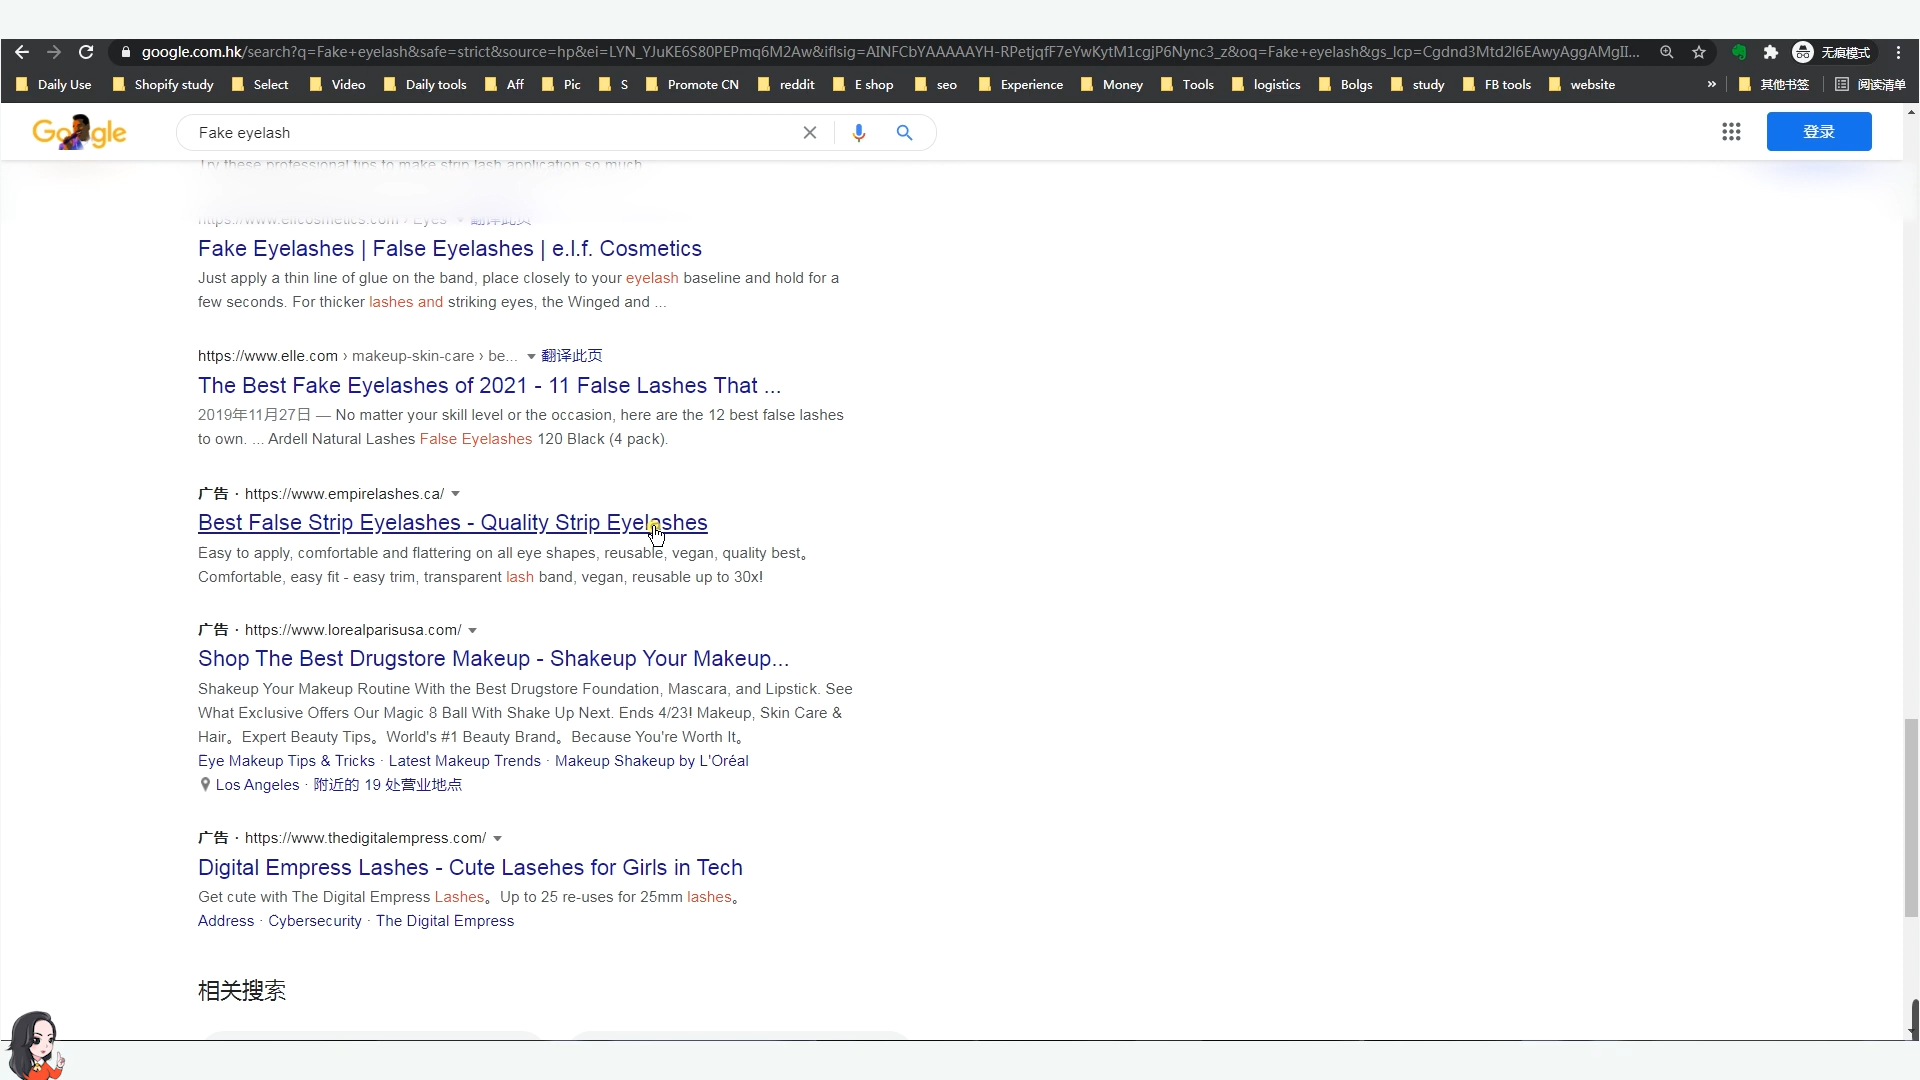 google.com.hk/search?q=Fake+eyelash&safe=strict&source=hp&ei=LYN_YJuKE6S80PEPmq6M2Aw&iflsig=AINFCbYAAAAAYH-RPetjqfF7eYwKytM1cgjP6Nync3_z&oq=Fake+eyelash&gs_lcp=Cgdnd3Mtd2l6EAwyAggAMgII... 无痕模式
Daily Use Shopify study Select Video Daily tools Aff Pic S Promote CN reddit E shop seo Experience Money Tools logistics Bolgs study FB tools website » 其他书签 阅读清单
Google Fake eyelash 登录
Try these professional tips to make strip lash application so much
https://www.elfcosmetics.com › Eyes 翻译此页
Fake Eyelashes | False Eyelashes | e.l.f. Cosmetics
Just apply a thin line of glue on the band, place closely to your eyelash baseline and hold for a
few seconds. For thicker lashes and striking eyes, the Winged and ...
https://www.elle.com › makeup-skin-care › be... 翻译此页
The Best Fake Eyelashes of 2021 - 11 False Lashes That ...
2019年11月27日 — No matter your skill level or the occasion, here are the 12 best false lashes
to own. ... Ardell Natural Lashes False Eyelashes 120 Black (4 pack).
广告 · https://www.empirelashes.ca/
Best False Strip Eyelashes - Quality Strip Eyelashes
Easy to apply, comfortable and flattering on all eye shapes, reusable, vegan, quality best。
Comfortable, easy fit - easy trim, transparent lash band, vegan, reusable up to 30x!
广告 · https://www.lorealparisusa.com/
Shop The Best Drugstore Makeup - Shakeup Your Makeup...
Shakeup Your Makeup Routine With the Best Drugstore Foundation, Mascara, and Lipstick. See
What Exclusive Offers Our Magic 8 Ball With Shake Up Next. Ends 4/23! Makeup, Skin Care &
Hair。Expert Beauty Tips。World's #1 Beauty Brand。Because You're Worth It。
Eye Makeup Tips & Tricks · Latest Makeup Trends · Makeup Shakeup by L'Oréal
Los Angeles · 附近的 19 处营业地点
广告 · https://www.thedigitalempress.com/
Digital Empress Lashes - Cute Lasehes for Girls in Tech
Get cute with The Digital Empress Lashes。Up to 25 re-uses for 25mm lashes。
Address · Cybersecurity · The Digital Empress
相关搜索